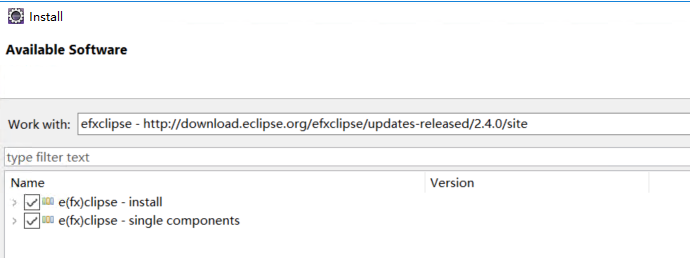 Install
Available Software
Work with: efxclipse - http://download.eclipse.org/efxclipse/updates-released/2.4.0/site
type filter text
Name Version
e(fx)clipse - install
e(fx)clipse - single components